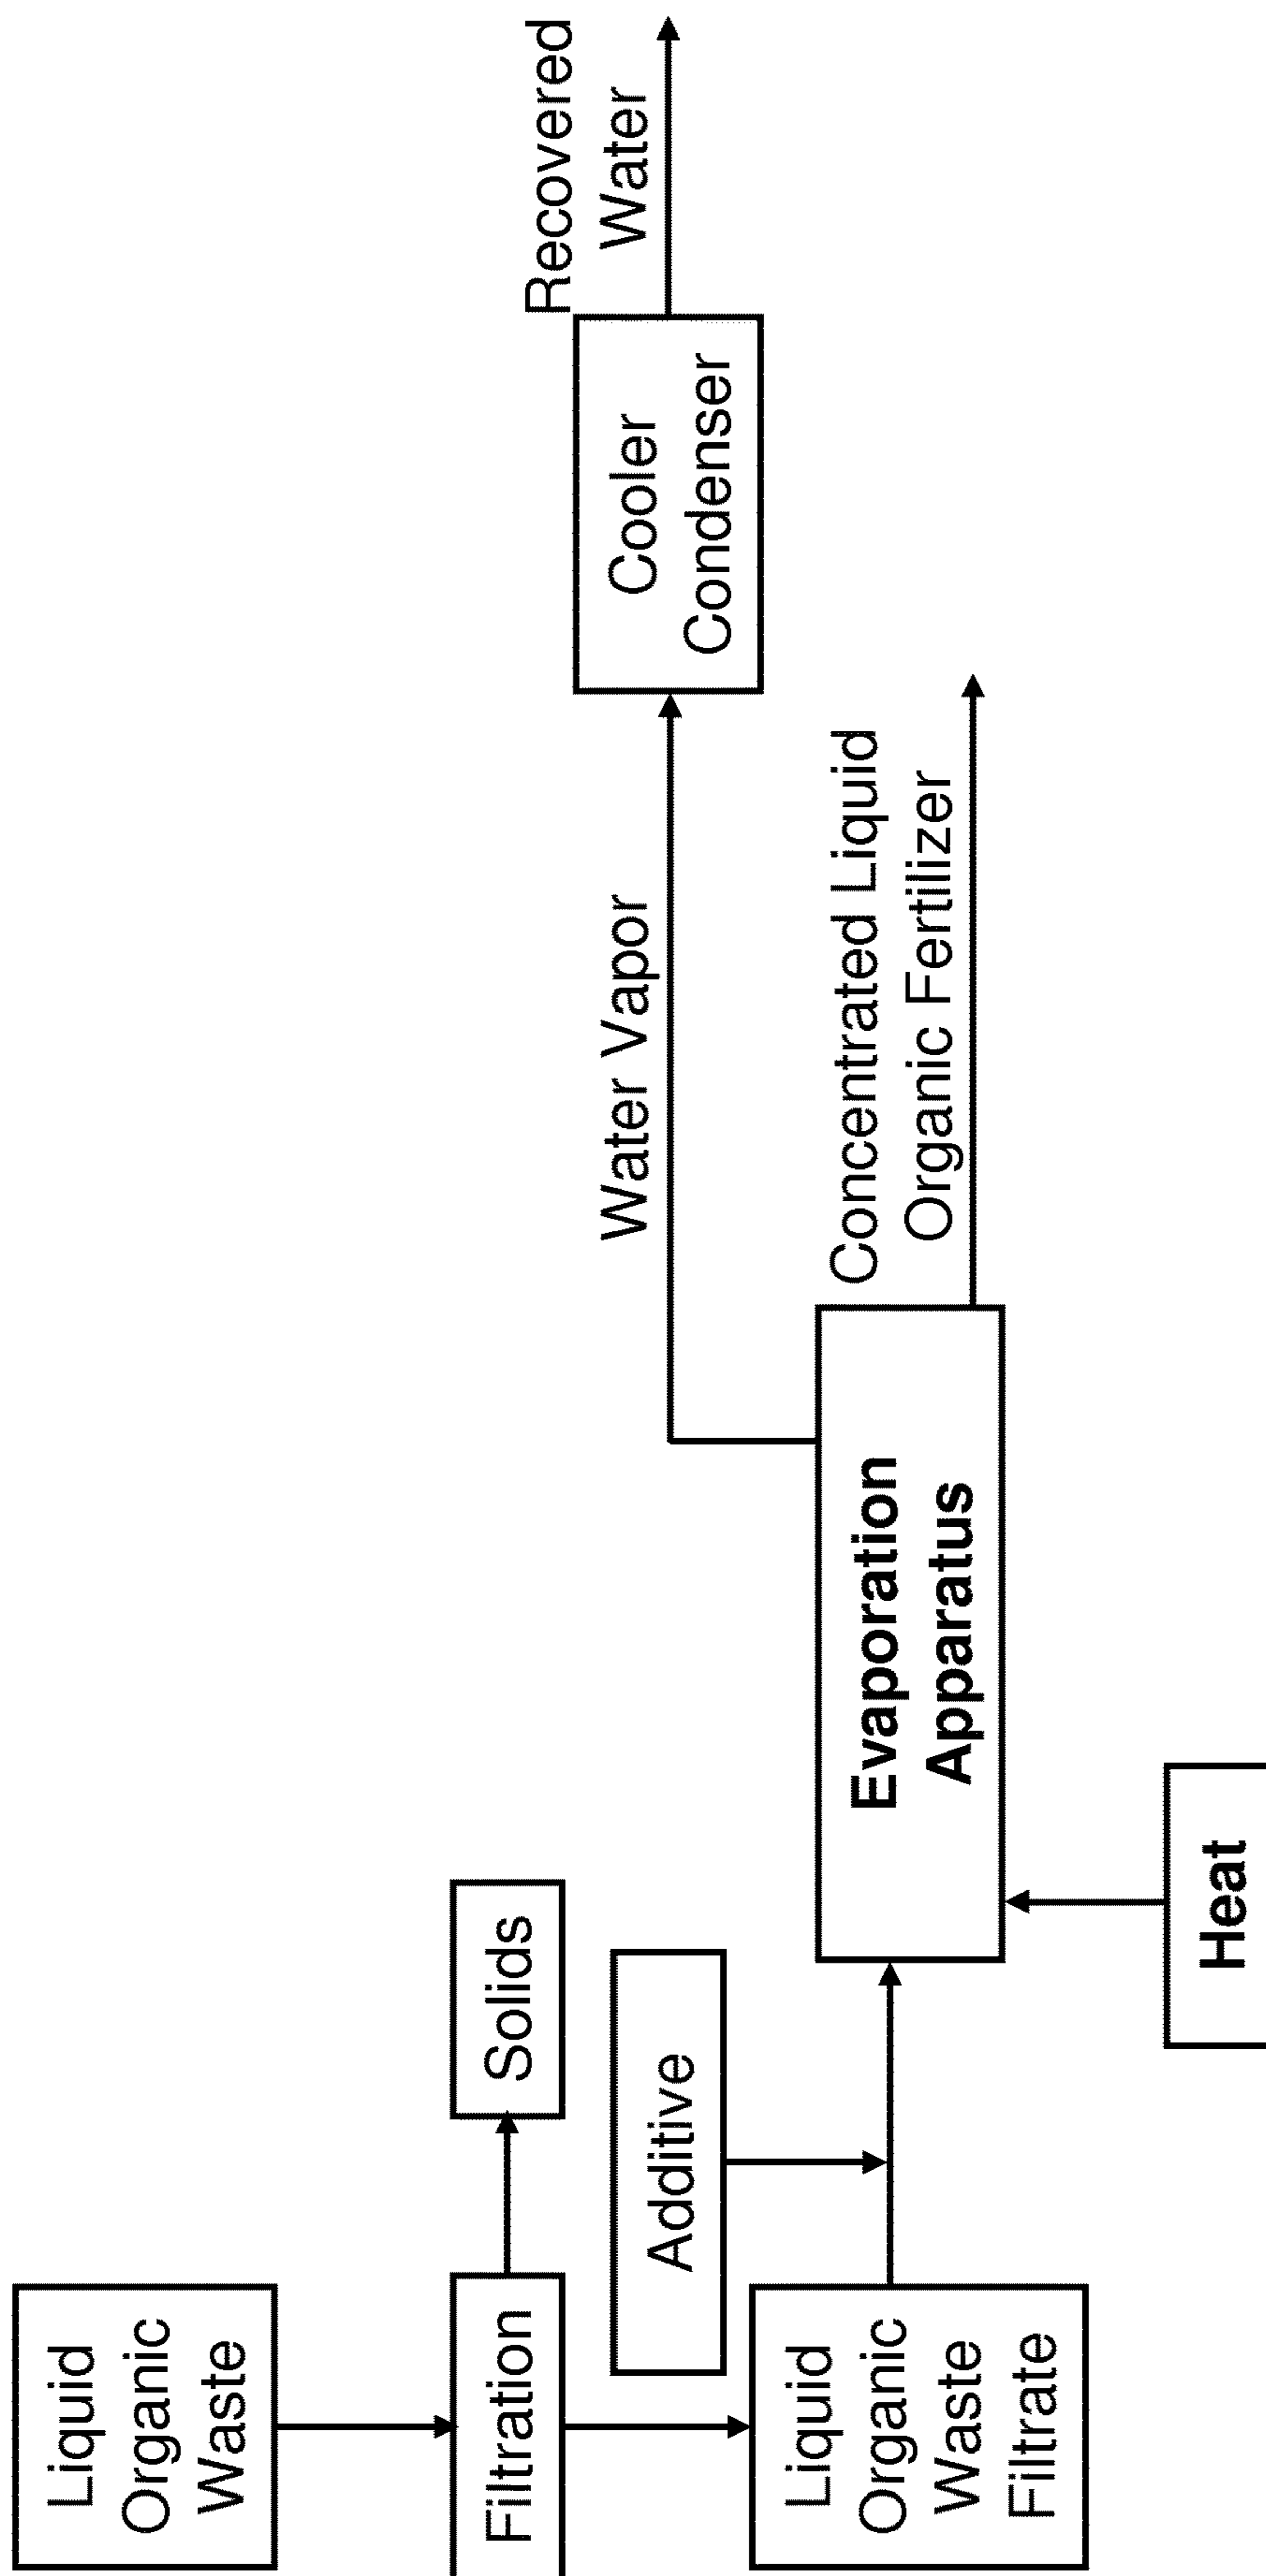 Liquid
Organic
Waste
Filtration
Solids
Additive
Liquid
Organic
Waste
Filtrate
Evaporation
Apparatus
Heat
Water Vapor
Concentrated Liquid
Organic Fertilizer
Cooler
Condenser
Recovered
Water